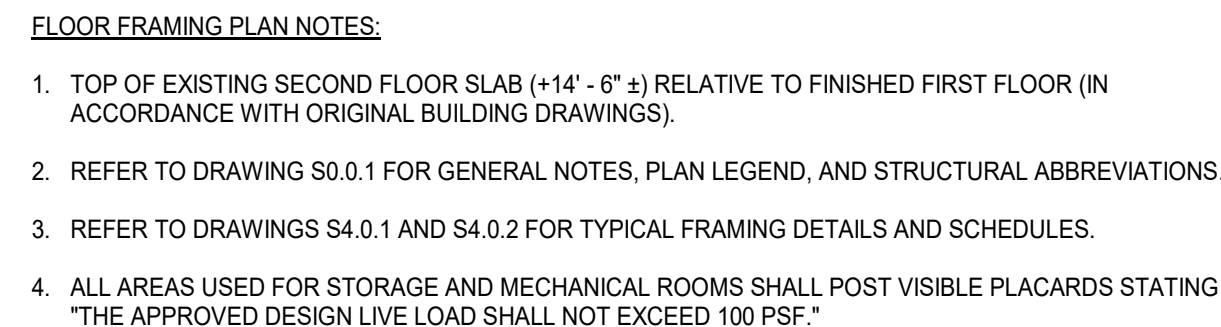 FLOOR FRAMING PLAN NOTES:
1. TOP OF EXISTING SECOND FLOOR SLAB (+14' - 6" ±) RELATIVE TO FINISHED FIRST FLOOR (IN
ACCORDANCE WITH ORIGINAL BUILDING DRAWINGS).
2. REFER TO DRAWING S0.0.1 FOR GENERAL NOTES, PLAN LEGEND, AND STRUCTURAL ABBREVIATIONS.
3. REFER TO DRAWINGS S4.0.1 AND S4.0.2 FOR TYPICAL FRAMING DETAILS AND SCHEDULES.
4. ALL AREAS USED FOR STORAGE AND MECHANICAL ROOMS SHALL POST VISIBLE PLACARDS STATING
"THE APPROVED DESIGN LIVE LOAD SHALL NOT EXCEED 100 PSF."